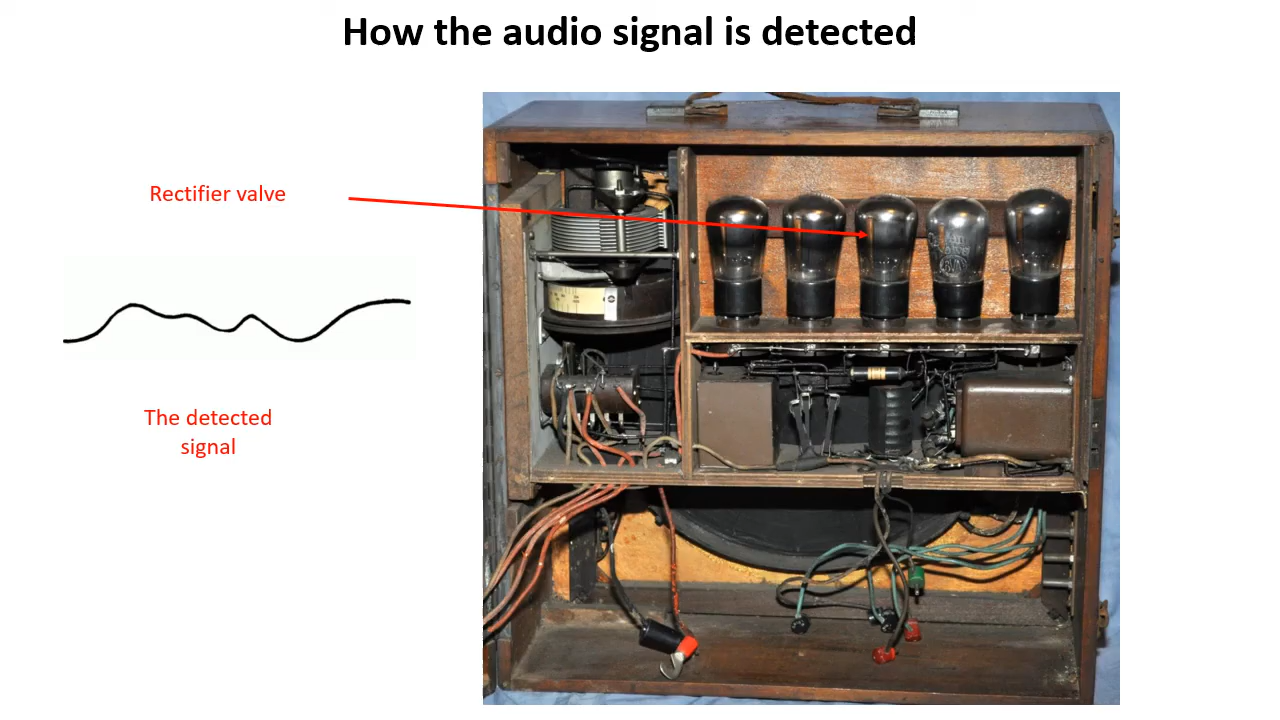 How the audio signal is detected
Rectifier valve
The detected
signal